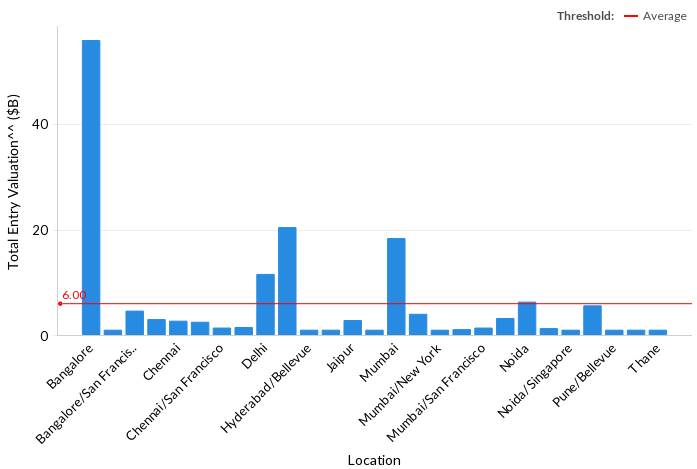 Threshold: Average
Total Entry Valuation^^ ($B)
40
20
0
6.00
Bangalore
Bangalore/San Francis..
Chennai
Chennai/San Francisco
Delhi
Hyderabad/Bellevue
Jaipur
Mumbai
Mumbai/New York
Mumbai/San Francisco
Noida
Noida/Singapore
Pune/Bellevue
Thane
Location